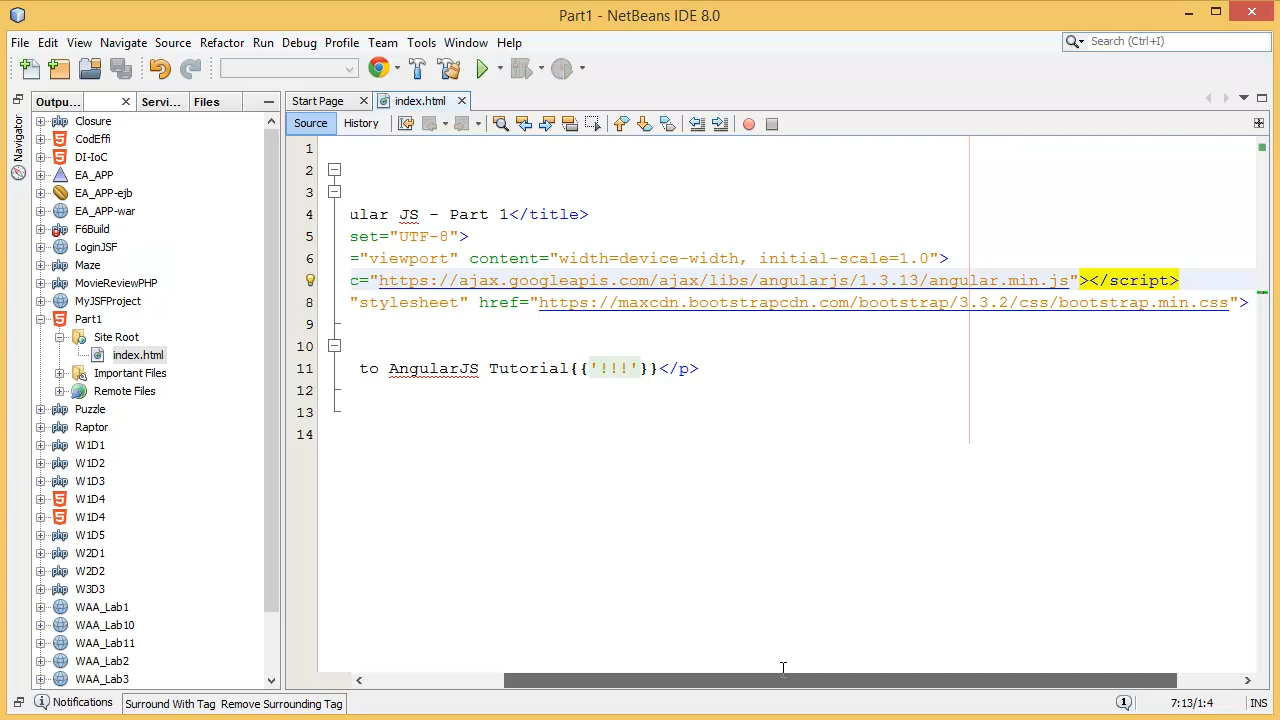 Part1 - NetBeans IDE 8.0
File Edit View Navigate Source Refactor Run Debug Profile Team Tools Window Help
Search (Ctrl+I)
Outpu... Servi... Files
Start Page index.html
Source History
Navigator
Closure
CodEffi
DI-IoC
EA_APP
EA_APP-ejb
EA_APP-war
F6Build
LoginJSF
Maze
MovieReviewPHP
MyJSFProject
Part1
Site Root
index.html
Important Files
Remote Files
Puzzle
Raptor
W1D1
W1D2
W1D3
W1D4
W1D4
W1D5
W2D1
W2D2
W3D3
WAA_Lab1
WAA_Lab10
WAA_Lab11
WAA_Lab2
WAA_Lab3
1
2
3
4 ular JS - Part 1</title>
5 set="UTF-8">
6 ="viewport" content="width=device-width, initial-scale=1.0">
c="https://ajax.googleapis.com/ajax/libs/angularjs/1.3.13/angular.min.js"></script>
8 "stylesheet" href="https://maxcdn.bootstrapcdn.com/bootstrap/3.3.2/css/bootstrap.min.css">
9
10
11 to AngularJS Tutorial{{'!!!'}}</p>
12
13
14
Notifications
Surround With Tag Remove Surrounding Tag
7:13/1:4 INS